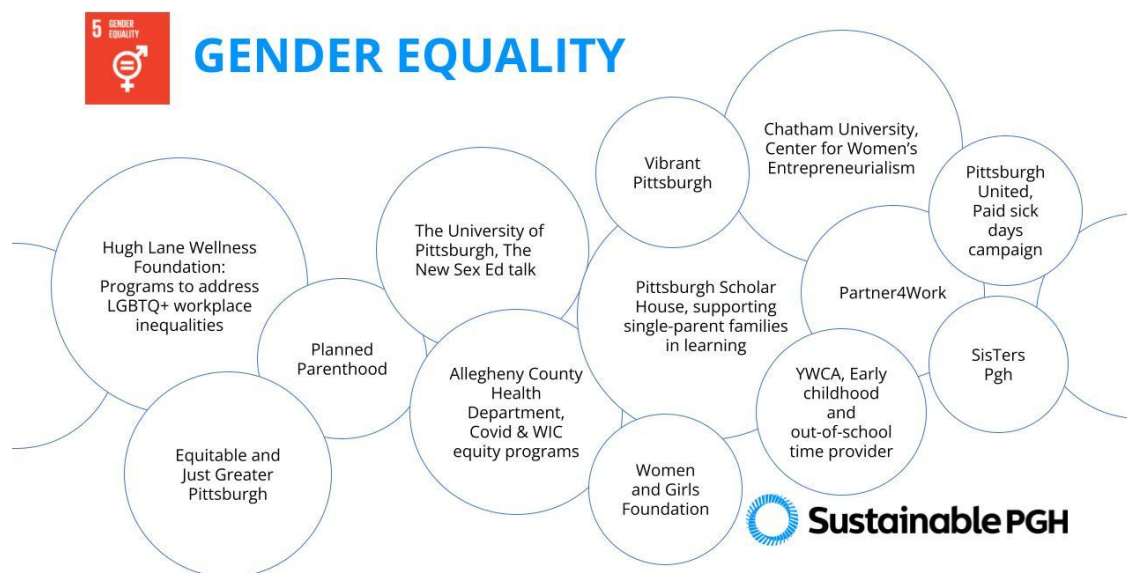 5 GENDER
EQUALITY
GENDER EQUALITY
Hugh Lane Wellness
Foundation:
Programs to address
LGBTQ+ workplace
inequalities
Planned
Parenthood
Equitable and
Just Greater
Pittsburgh
The University of
Pittsburgh, The
New Sex Ed talk
Allegheny County
Health
Department,
Covid & WIC
equity programs
Vibrant
Pittsburgh
Pittsburgh Scholar
House, supporting
single-parent families
in learning
Women
and Girls
Foundation
Chatham University,
Center for Women’s
Entrepreneurialism
Partner4Work
YWCA, Early
childhood
and
out-of-school
time provider
Pittsburgh
United,
Paid sick
days
campaign
SisTers
Pgh
Sustainable PGH